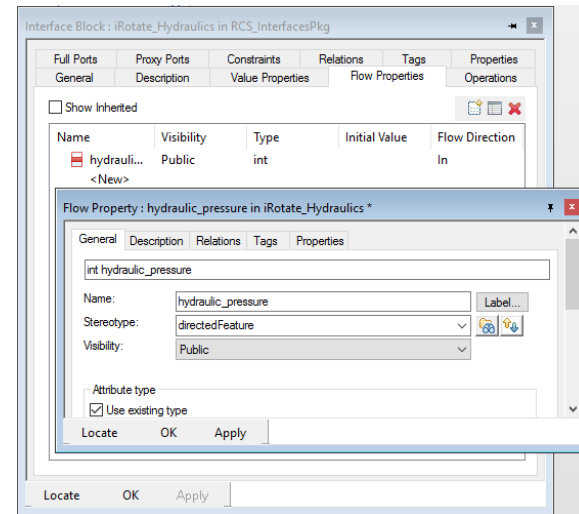 Interface Block : iRotate_Hydraulics in RCS_InterfacesPkg
Full Ports Proxy Ports Constraints Relations Tags Properties
General Description Value Properties Flow Properties Operations
Show Inherited
Name Visibility Type Initial Value Flow Direction
hydrauli... Public int In
<New>
Flow Property : hydraulic_pressure in iRotate_Hydraulics *
General Description Relations Tags Properties
int hydraulic_pressure
Name: hydraulic_pressure Label...
Stereotype: directedFeature
Visibility: Public
Attribute type
Use existing type
Locate OK Apply
Locate OK Apply